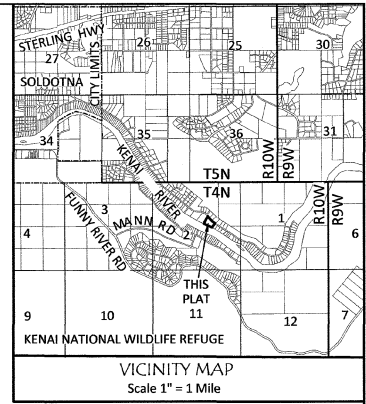 STERLING HWY
26
25
30
27
SOLDOTNA
CITY LIMITS
34
35
KENAI RIVER
36
31
T5N
T4N
R10W
R9W
R10W
R9W
3
MANN RD
2
1
4
FUNNY RIVER RD
6
THIS
PLAT
9
10
11
12
7
KENAI NATIONAL WILDLIFE REFUGE
VICINITY MAP
Scale 1" = 1 Mile